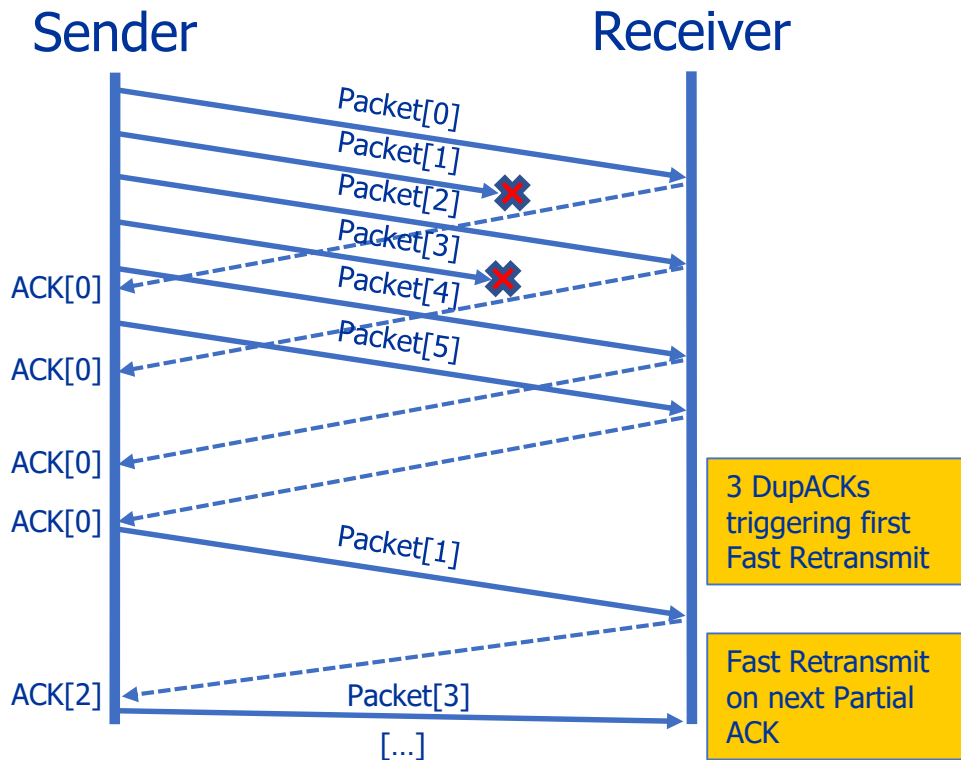 Sender
Receiver
Packet[0]
Packet[1]
Packet[2]
Packet[3]
ACK[0]
Packet[4]
Packet[5]
ACK[0]
ACK[0]
ACK[0]
Packet[1]
3 DupACKs
triggering first
Fast Retransmit
ACK[2]
Packet[3]
Fast Retransmit
on next Partial
ACK
[...]